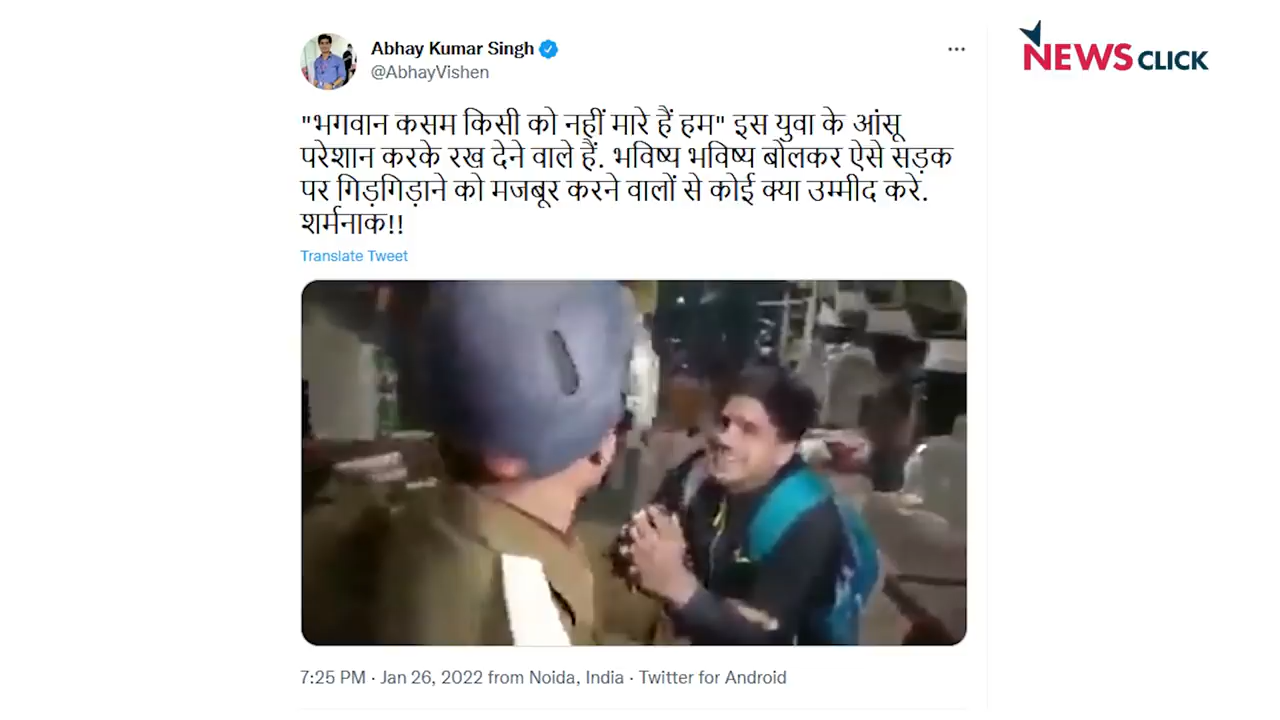 Abhay Kumar Singh
@AbhayVishen
NEWSCLICK
"भगवान कसम किसी को नहीं मारे हैं हम" इस युवा के आंसू
परेशान करके रख देने वाले हैं. भविष्य भविष्य बोलकर ऐसे सड़क
पर गिड़गिड़ाने को मजबूर करने वालों से कोई क्या उम्मीद करे.
शर्मनाक!!
Translate Tweet
7:25 PM · Jan 26, 2022 from Noida, India · Twitter for Android